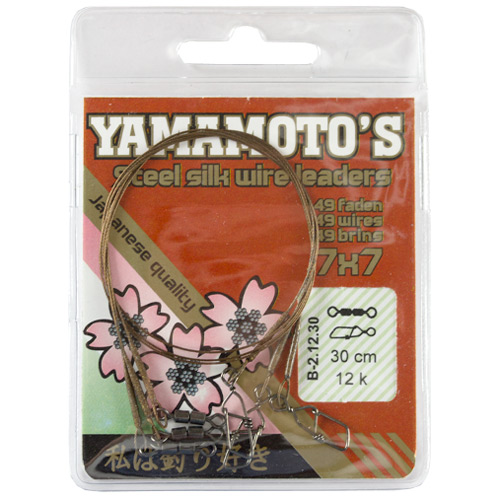 YAMAMOTO'S
Steel silk wire leaders
49 faden
49 wires
49 brins
7x7
Japanese quality
B-2.12.30
30 cm
12 k
私は釣り好き